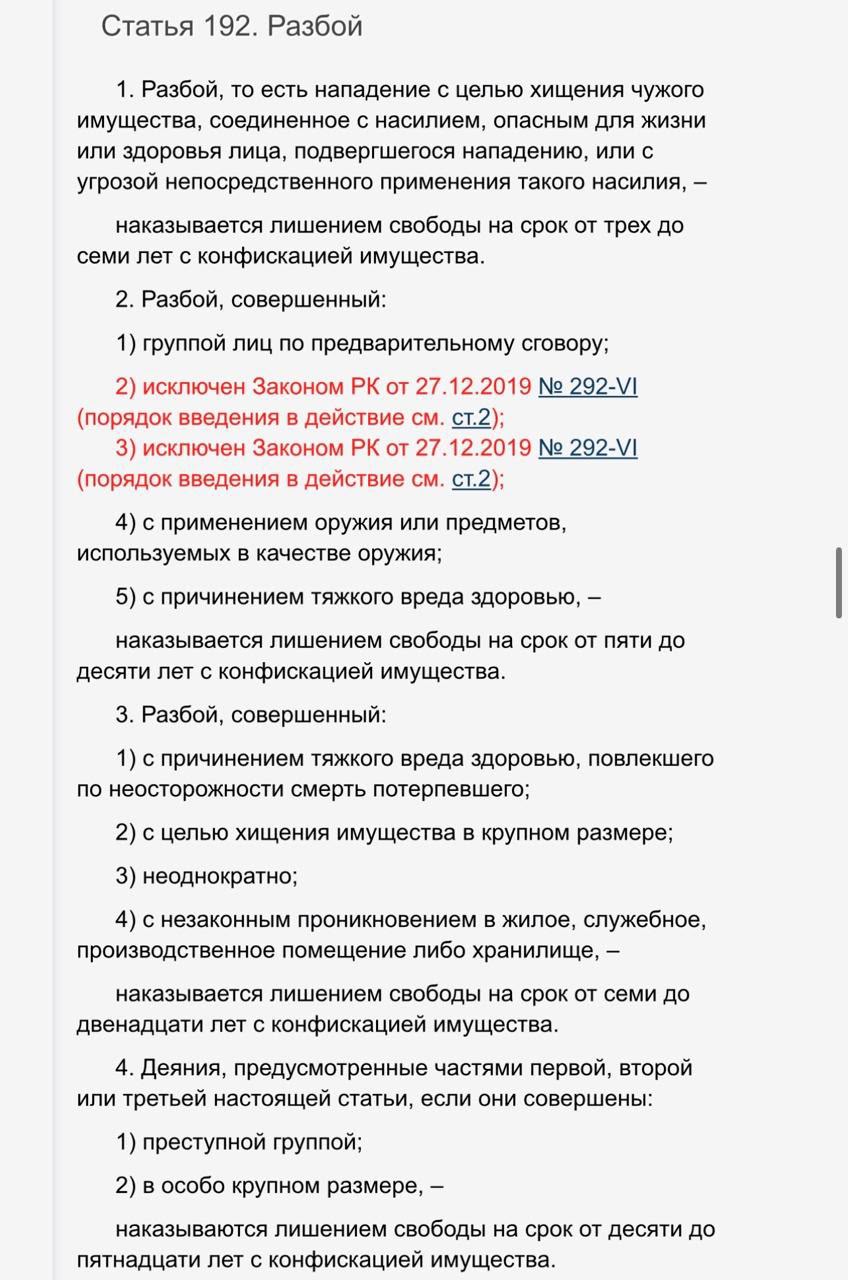 Статья 192. Разбой
1. Разбой, то есть нападение с целью хищения чужого
имущества, соединенное с насилием, опасным для жизни
или здоровья лица, подвергшегося нападению, или с
угрозой непосредственного применения такого насилия, –
наказывается лишением свободы на срок от трех до
семи лет с конфискацией имущества.
2. Разбой, совершенный:
1) группой лиц по предварительному сговору;
2) исключен Законом РК от 27.12.2019 № 292-VI
(порядок введения в действие см. ст.2);
3) исключен Законом РК от 27.12.2019 № 292-VI
(порядок введения в действие см. ст.2);
4) с применением оружия или предметов,
используемых в качестве оружия;
5) с причинением тяжкого вреда здоровью, –
наказывается лишением свободы на срок от пяти до
десяти лет с конфискацией имущества.
3. Разбой, совершенный:
1) с причинением тяжкого вреда здоровью, повлекшего
по неосторожности смерть потерпевшего;
2) с целью хищения имущества в крупном размере;
3) неоднократно;
4) с незаконным проникновением в жилое, служебное,
производственное помещение либо хранилище, –
наказывается лишением свободы на срок от семи до
двенадцати лет с конфискацией имущества.
4. Деяния, предусмотренные частями первой, второй
или третьей настоящей статьи, если они совершены:
1) преступной группой;
2) в особо крупном размере, –
наказываются лишением свободы на срок от десяти до
пятнадцати лет с конфискацией имущества.